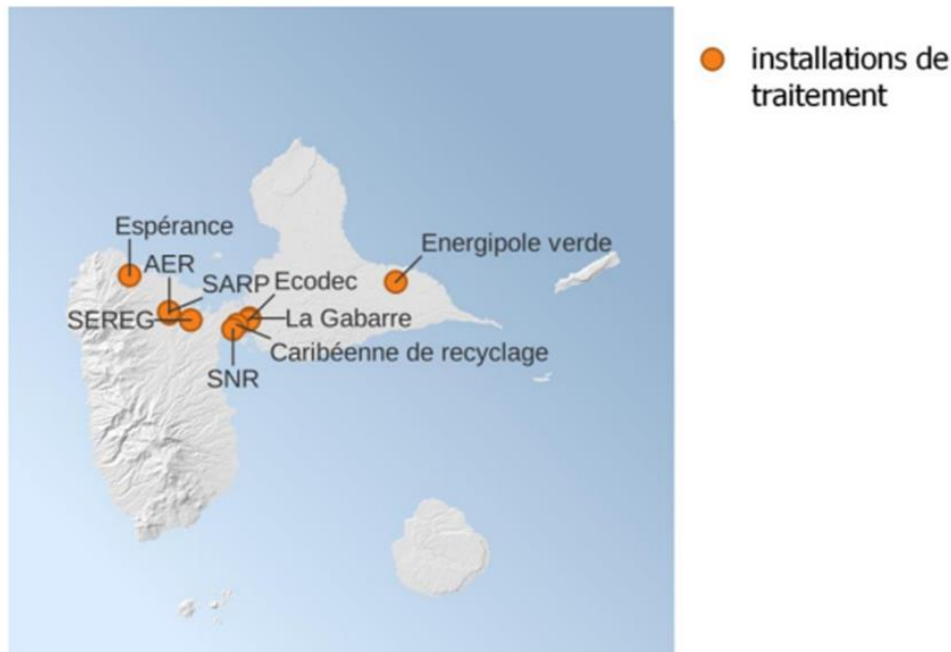 installations de
traitement
Espérance
AER
SARP
SEREG
Ecodec
La Gabarre
Caribéenne de recyclage
SNR
Energipole verde